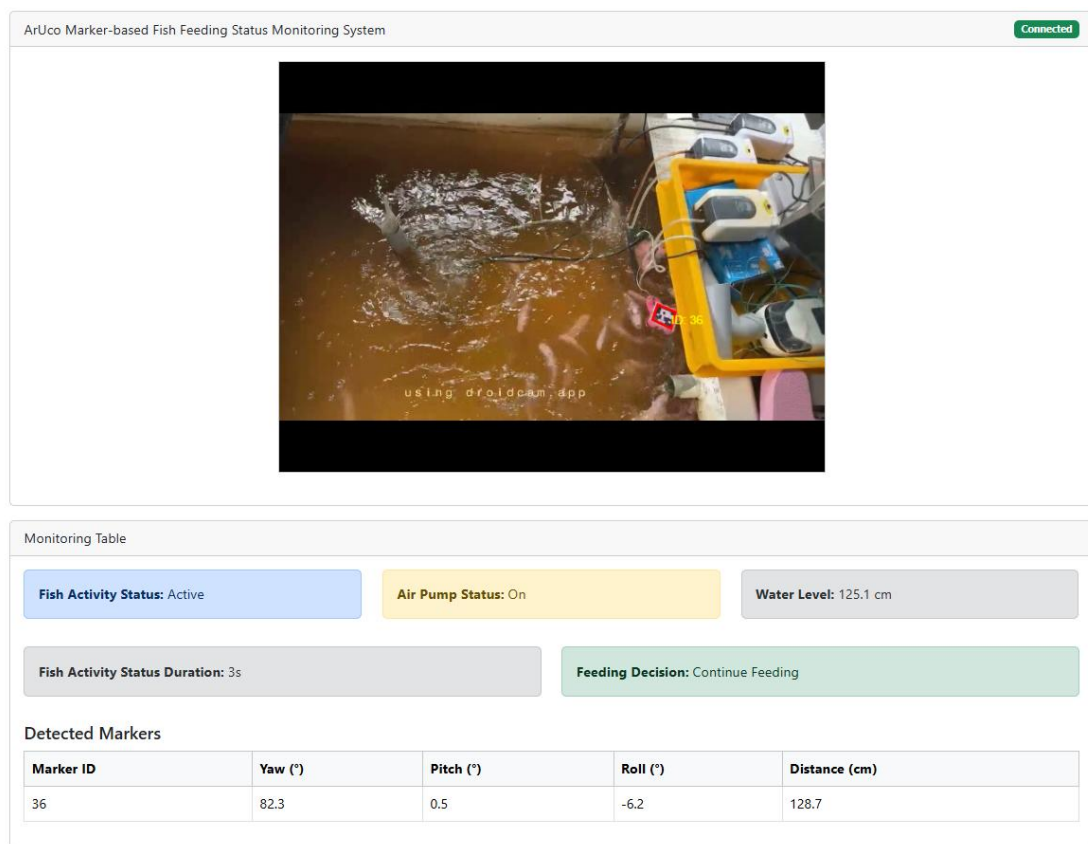 ArUco Marker-based Fish Feeding Status Monitoring System
Connected
ID: 36
using droidcam.app
Monitoring Table
Fish Activity Status: Active
Air Pump Status: On
Water Level: 125.1 cm
Fish Activity Status Duration: 3s
Feeding Decision: Continue Feeding
Detected Markers
Marker ID Yaw (°) Pitch (°) Roll (°) Distance (cm)
36 82.3 0.5 -6.2 128.7